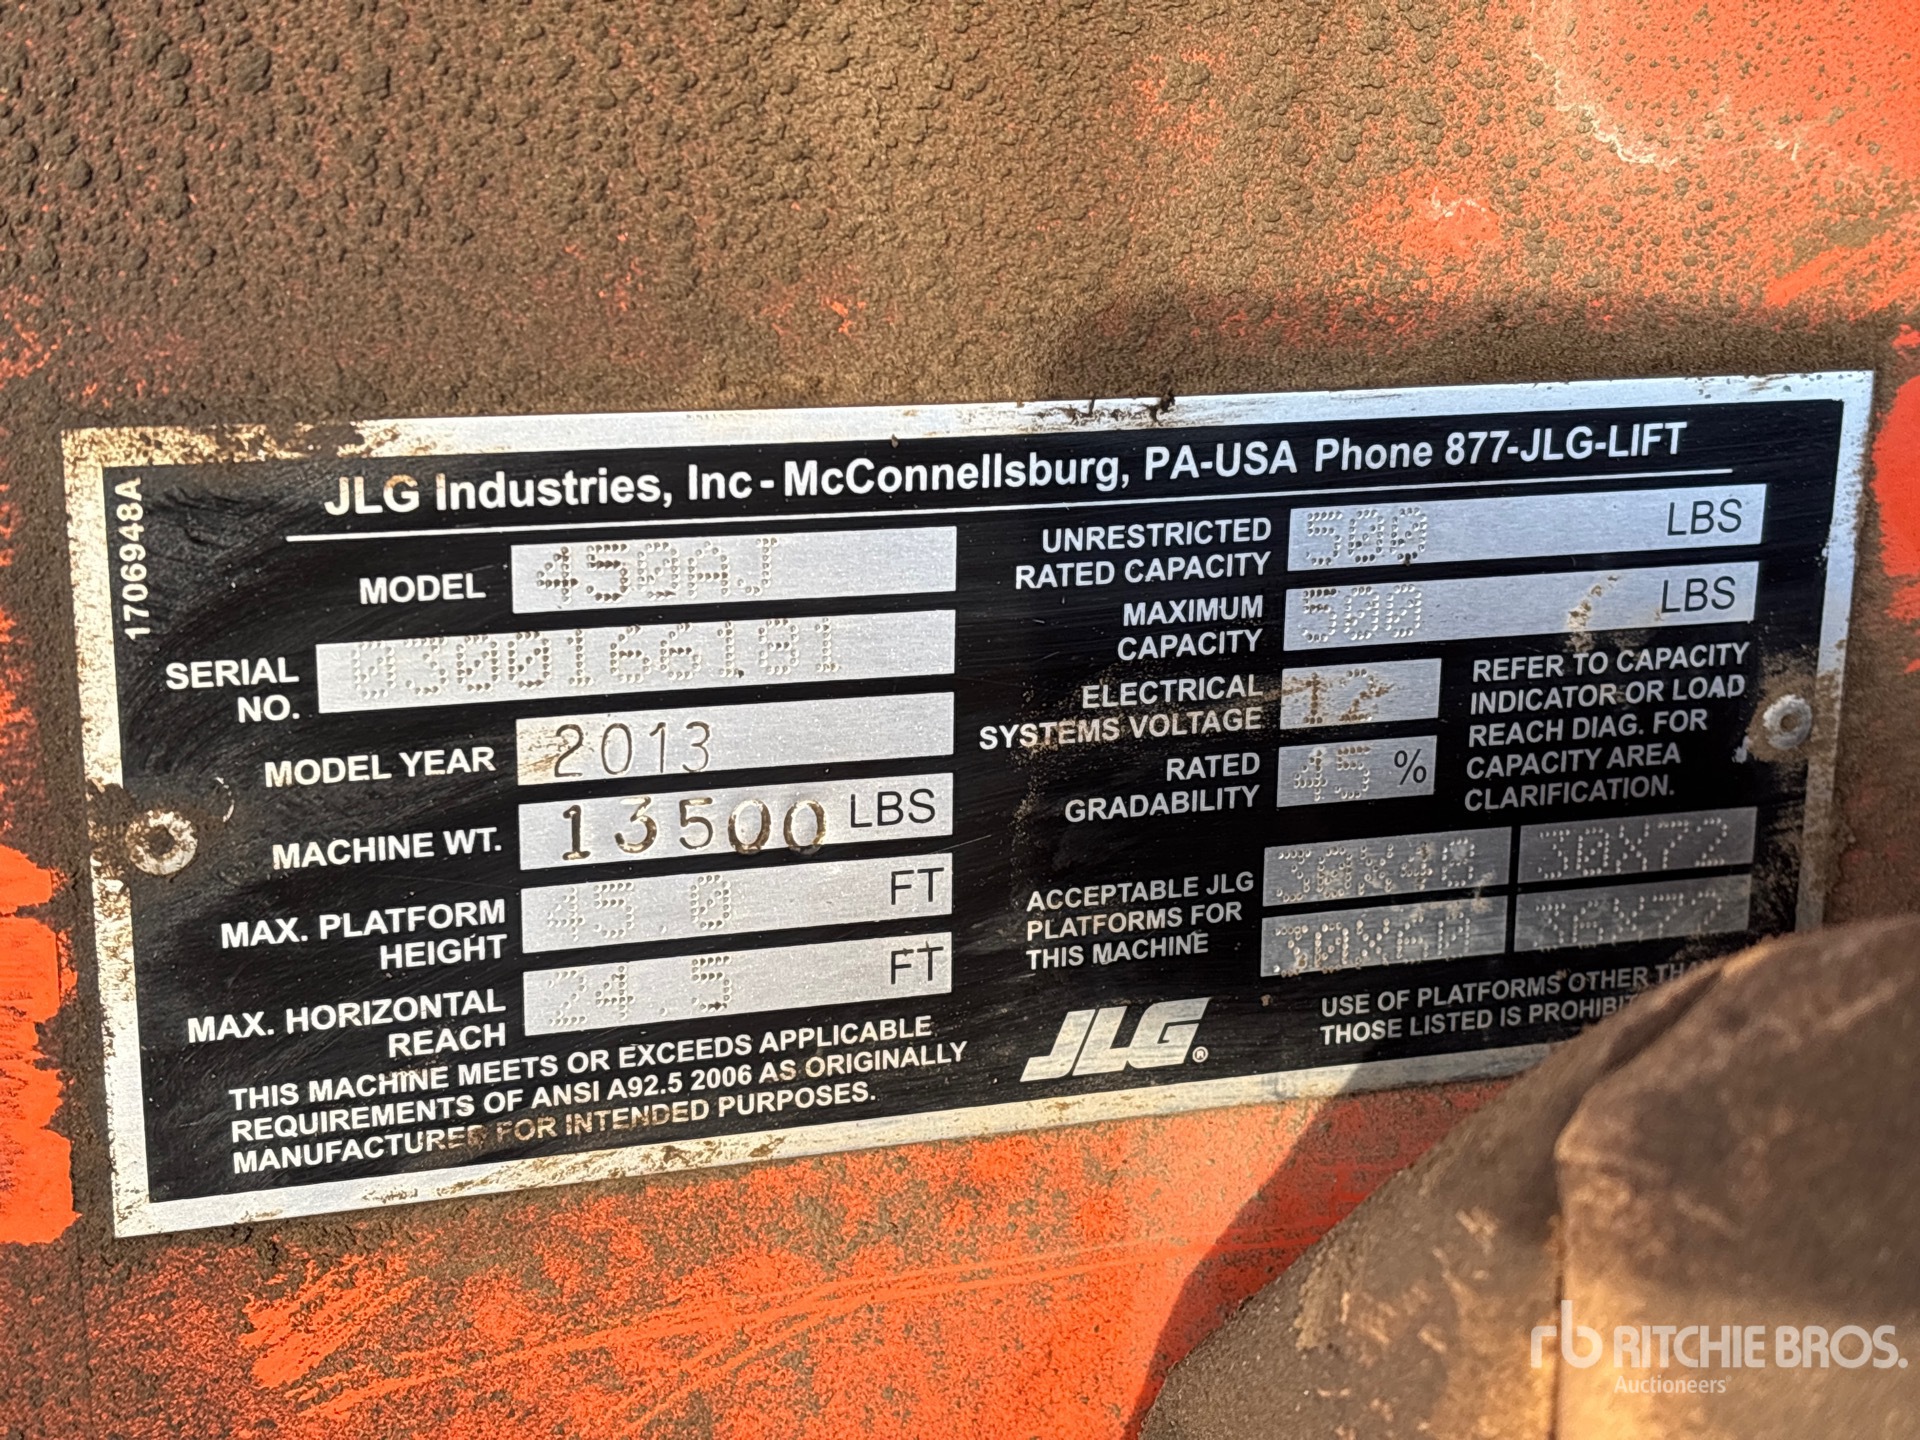 JLG Industries, Inc - McConnellsburg, PA-USA Phone 877-JLG-LIFT
1706948A
MODEL 450AJ
SERIAL NO. 0300166181
MODEL YEAR 2013
MACHINE WT. 13500 LBS
MAX. PLATFORM HEIGHT 45.0 FT
MAX. HORIZONTAL REACH 24.5 FT
THIS MACHINE MEETS OR EXCEEDS APPLICABLE
REQUIREMENTS OF ANSI A92.5 2006 AS ORIGINALLY
MANUFACTURED FOR INTENDED PURPOSES.
UNRESTRICTED RATED CAPACITY 500 LBS
MAXIMUM CAPACITY 500 LBS
ELECTRICAL SYSTEMS VOLTAGE 12
RATED GRADABILITY 45 %
REFER TO CAPACITY
INDICATOR OR LOAD
REACH DIAG. FOR
CAPACITY AREA
CLARIFICATION.
ACCEPTABLE JLG
PLATFORMS FOR
THIS MACHINE
30X48 30X72
30X60
JLG®
USE OF PLATFORMS OTHER
THOSE LISTED IS
rb RITCHIE BROS.
Auctioneers